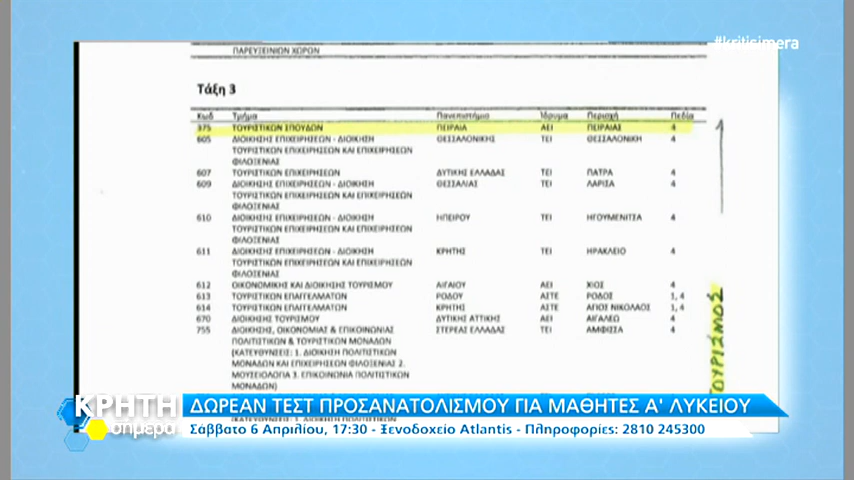 #kritisimera
ΠΑΡΕΥΞΕΙΝΙΩΝ ΧΩΡΩΝ
Τάξη 3
Κωδ Τμήμα Πανεπιστήμιο Ίδρυμα Περιοχή Πεδία
375 ΤΟΥΡΙΣΤΙΚΩΝ ΣΠΟΥΔΩΝ ΠΕΙΡΑΙΑ ΑΕΙ ΠΕΙΡΑΙΑΣ 4
605 ΔΙΟΙΚΗΣΗΣ ΕΠΙΧΕΙΡΗΣΕΩΝ - ΔΙΟΙΚΗΣΗ ΘΕΣΣΑΛΟΝΙΚΗΣ ΤΕΙ ΘΕΣΣΑΛΟΝΙΚΗ 4
ΤΟΥΡΙΣΤΙΚΩΝ ΕΠΙΧΕΙΡΗΣΕΩΝ ΚΑΙ ΕΠΙΧΕΙΡΗΣΕΩΝ
ΦΙΛΟΞΕΝΙΑΣ
607 ΤΟΥΡΙΣΤΙΚΩΝ ΕΠΙΧΕΙΡΗΣΕΩΝ ΔΥΤΙΚΗΣ ΕΛΛΑΔΑΣ ΤΕΙ ΠΑΤΡΑ 4
609 ΔΙΟΙΚΗΣΗΣ ΕΠΙΧΕΙΡΗΣΕΩΝ - ΔΙΟΙΚΗΣΗ ΘΕΣΣΑΛΙΑΣ ΤΕΙ ΛΑΡΙΣΑ 4
ΤΟΥΡΙΣΤΙΚΩΝ ΕΠΙΧΕΙΡΗΣΕΩΝ ΚΑΙ ΕΠΙΧΕΙΡΗΣΕΩΝ
ΦΙΛΟΞΕΝΙΑΣ
610 ΔΙΟΙΚΗΣΗΣ ΕΠΙΧΕΙΡΗΣΕΩΝ - ΔΙΟΙΚΗΣΗ ΗΠΕΙΡΟΥ ΤΕΙ ΗΓΟΥΜΕΝΙΤΣΑ 4
ΤΟΥΡΙΣΤΙΚΩΝ ΕΠΙΧΕΙΡΗΣΕΩΝ ΚΑΙ ΕΠΙΧΕΙΡΗΣΕΩΝ
ΦΙΛΟΞΕΝΙΑΣ
611 ΔΙΟΙΚΗΣΗΣ ΕΠΙΧΕΙΡΗΣΕΩΝ - ΔΙΟΙΚΗΣΗ ΚΡΗΤΗΣ ΤΕΙ ΗΡΑΚΛΕΙΟ 4
ΤΟΥΡΙΣΤΙΚΩΝ ΕΠΙΧΕΙΡΗΣΕΩΝ ΚΑΙ ΕΠΙΧΕΙΡΗΣΕΩΝ
ΦΙΛΟΞΕΝΙΑΣ
612 ΟΙΚΟΝΟΜΙΚΗΣ ΚΑΙ ΔΙΟΙΚΗΣΗΣ ΤΟΥΡΙΣΜΟΥ ΑΙΓΑΙΟΥ ΑΕΙ ΧΙΟΣ 4
613 ΤΟΥΡΙΣΤΙΚΩΝ ΕΠΑΓΓΕΛΜΑΤΩΝ ΡΟΔΟΥ ΑΣΤΕ ΡΟΔΟΣ 1, 4
614 ΤΟΥΡΙΣΤΙΚΩΝ ΕΠΑΓΓΕΛΜΑΤΩΝ ΚΡΗΤΗΣ ΑΣΤΕ ΑΓΙΟΣ ΝΙΚΟΛΑΟΣ 1, 4
670 ΔΙΟΙΚΗΣΗΣ ΤΟΥΡΙΣΜΟΥ ΔΥΤΙΚΗΣ ΑΤΤΙΚΗΣ ΑΕΙ ΑΙΓΑΛΕΩ 4
755 ΔΙΟΙΚΗΣΗΣ, ΟΙΚΟΝΟΜΙΑΣ & ΕΠΙΚΟΙΝΩΝΙΑΣ ΣΤΕΡΕΑΣ ΕΛΛΑΔΑΣ ΤΕΙ ΑΜΦΙΣΣΑ 4
ΠΟΛΙΤΙΣΤΙΚΩΝ & ΤΟΥΡΙΣΤΙΚΩΝ ΜΟΝΑΔΩΝ
(ΚΑΤΕΥΘΥΝΣΕΙΣ: 1. ΔΙΟΙΚΗΣΗ ΠΟΛΙΤΙΣΤΙΚΩΝ
ΜΟΝΑΔΩΝ ΚΑΙ ΕΠΙΧΕΙΡΗΣΕΩΝ ΦΙΛΟΞΕΝΙΑΣ 2.
ΜΟΥΣΕΙΟΛΟΓΙΑ 3. ΕΠΙΚΟΙΝΩΝΙΑ ΠΟΛΙΤΙΣΤΙΚΩΝ
ΜΟΝΑΔΩΝ)
ΤΟΥΡΙΣΜΟΣ
ΚΡΗΤΗ
σήμερα
ΔΩΡΕΑΝ ΤΕΣΤ ΠΡΟΣΑΝΑΤΟΛΙΣΜΟΥ ΓΙΑ ΜΑΘΗΤΕΣ Α' ΛΥΚΕΙΟΥ
Σάββατο 6 Απριλίου, 17:30 - Ξενοδοχείο Atlantis - Πληροφορίες: 2810 245300